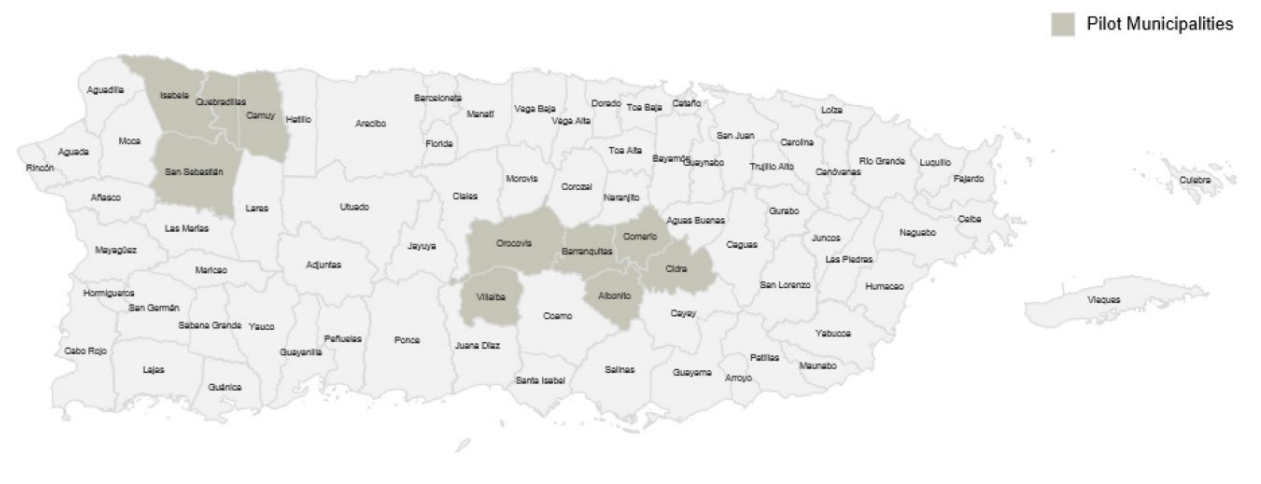 Pilot Municipalities
Aguadilla
Isabela
Quebradillas
Camuy
Hatillo
Arecibo
Barceloneta
Manatí
Vega Baja
Vega Alta
Dorado
Toa Baja
Cataño
San Juan
Loíza
Carolina
Moca
Florida
Toa Alta
Bayamón
Guaynabo
Trujillo Alto
Canóvanas
Río Grande
Luquillo
Fajardo
Culebra
Rincón
Aguada
San Sebastián
Morovis
Corozal
Naranjito
Añasco
Lares
Utuado
Ciales
Aguas Buenas
Gurabo
Ceiba
Las Marías
Naguabo
Mayagüez
Jayuya
Orocovis
Barranquitas
Comerío
Caguas
Juncos
Las Piedras
Maricao
Adjuntas
Cidra
San Lorenzo
Humacao
Hormigueros
San Germán
Villalba
Aibonito
Vieques
Sabana Grande
Yauco
Coamo
Cayey
Yabucoa
Cabo Rojo
Guayanilla
Peñuelas
Ponce
Juana Díaz
Patillas
Maunabo
Lajas
Guánica
Santa Isabel
Salinas
Guayama
Arroyo